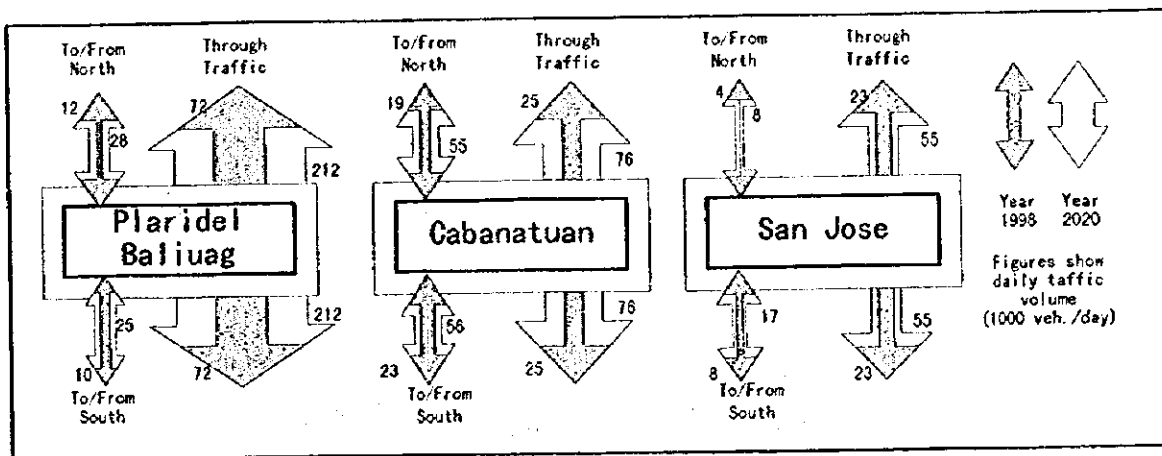 To/From
North
Through
Traffic
12
28
72
212
Plaridel
Baliuag
25
10
212
72
To/From
South
To/From
North
Through
Traffic
19
55
25
76
Cabanatuan
56
23
76
25
To/From
South
To/From
North
Through
Traffic
4
8
23
55
San Jose
17
8
55
23
To/From
South
Year
1998
Year
2020
Figures show
daily taffic
volume
(1000 veh./day)